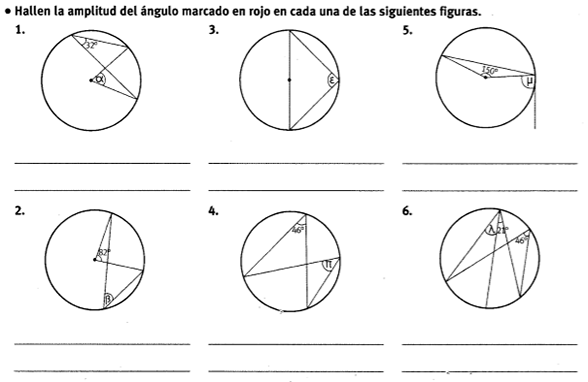 • Hallen la amplitud del ángulo marcado en rojo en cada una de las siguientes figuras.
1. 3. 5.
32° α ε 150° μ
2. 4. 6.
82° β 46° π λ 21° 46°